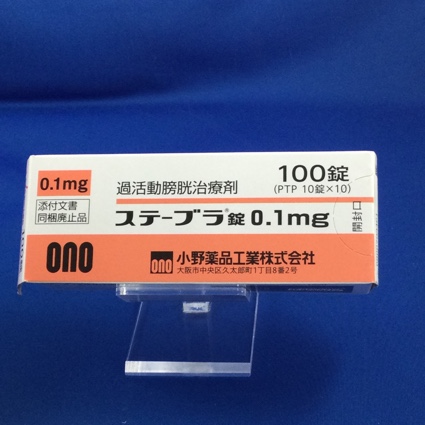 0.1mg
添付文書
同梱廃止品
ono
過活動膀胱治療剤
100錠
(PTP 10錠×10)
ステーブラ®錠 0.1mg
開封口
ono 小野薬品工業株式会社
大阪市中央区久太郎町1丁目8番2号